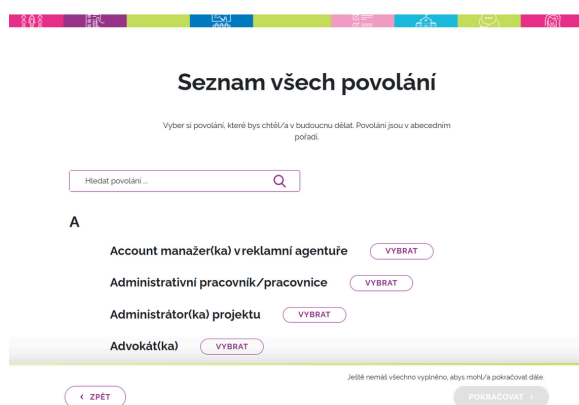 Seznam všech povolání
Vyber si povolání, které bys chtěl/a v budoucnu dělat. Povolání jsou v abecedním
pořadí.
Hledat povolání ...
A
Account manažer(ka) v reklamní agentuře VYBRAT
Administrativní pracovník/pracovnice VYBRAT
Administrátor(ka) projektu VYBRAT
Advokát(ka) VYBRAT
Ještě nemáš všechno vyplněno, abys mohl/a pokračovat dále.
‹ ZPĚT
POKRAČOVAT ›